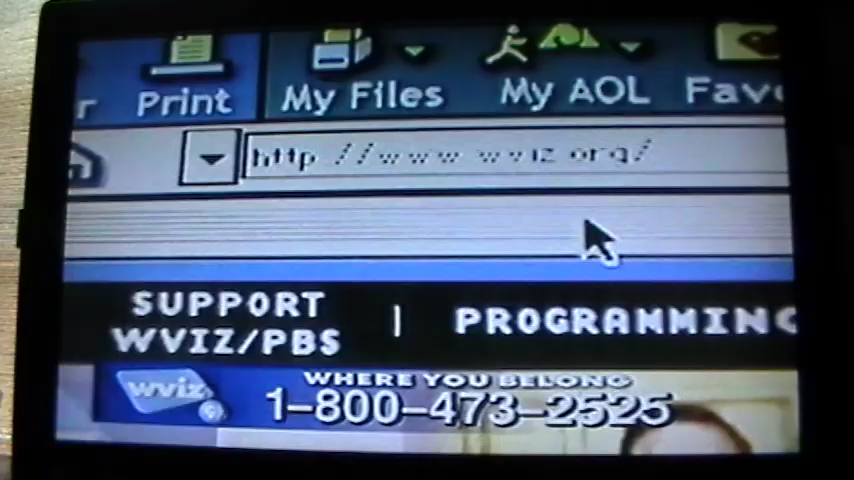 r Print My Files My AOL Favo
http //www wviz org/
SUPPORT | PROGRAMMING
WVIZ/PBS
wviz WHERE YOU BELONG
1-800-473-2525